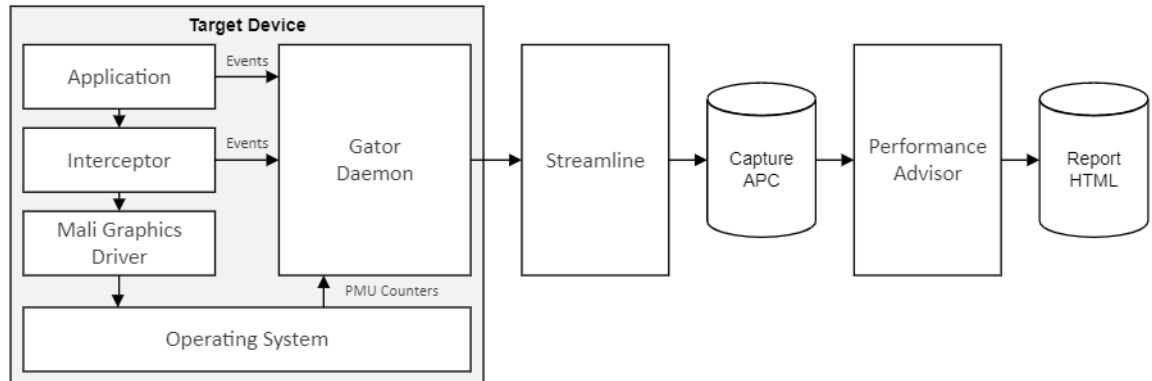 Target Device
Application
Events
Interceptor
Events
Mali Graphics
Driver
Gator
Daemon
PMU Counters
Operating System
Streamline
Capture
APC
Performance
Advisor
Report
HTML